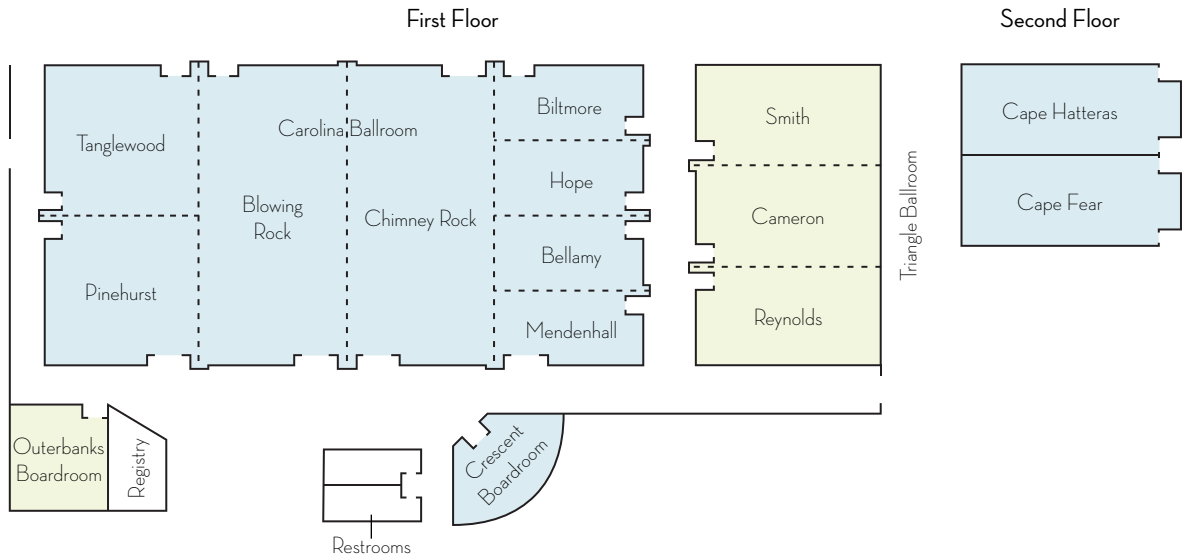 First Floor
Second Floor
Tanglewood
Carolina Ballroom
Biltmore
Hope
Blowing
Rock
Chimney Rock
Bellamy
Pinehurst
Mendenhall
Smith
Cameron
Reynolds
Triangle Ballroom
Cape Hatteras
Cape Fear
Outerbanks
Boardroom
Registry
Restrooms
Crescent
Boardroom